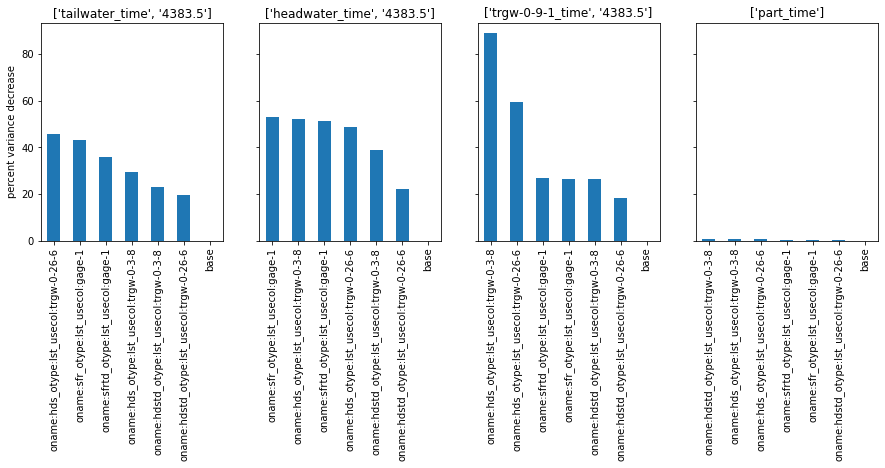 ['tailwater_time', '4383.5']
['headwater_time', '4383.5']
['trgw-0-9-1_time', '4383.5']
['part_time']
percent variance decrease
80
60
40
20
0
oname:hds_otype:lst_usecol:trgw-0-26-6
oname:sfr_otype:lst_usecol:gage-1
oname:sfrtd_otype:lst_usecol:gage-1
oname:hds_otype:lst_usecol:trgw-0-3-8
oname:hdstd_otype:lst_usecol:trgw-0-3-8
oname:hdstd_otype:lst_usecol:trgw-0-26-6
base
oname:sfr_otype:lst_usecol:gage-1
oname:hds_otype:lst_usecol:trgw-0-3-8
oname:sfrtd_otype:lst_usecol:gage-1
oname:hds_otype:lst_usecol:trgw-0-26-6
oname:hdstd_otype:lst_usecol:trgw-0-3-8
oname:hdstd_otype:lst_usecol:trgw-0-26-6
base
oname:hds_otype:lst_usecol:trgw-0-3-8
oname:hds_otype:lst_usecol:trgw-0-26-6
oname:sfrtd_otype:lst_usecol:gage-1
oname:sfr_otype:lst_usecol:gage-1
oname:hdstd_otype:lst_usecol:trgw-0-3-8
oname:hdstd_otype:lst_usecol:trgw-0-26-6
base
oname:hdstd_otype:lst_usecol:trgw-0-3-8
oname:hds_otype:lst_usecol:trgw-0-3-8
oname:hds_otype:lst_usecol:trgw-0-26-6
oname:sfrtd_otype:lst_usecol:gage-1
oname:sfr_otype:lst_usecol:gage-1
oname:hdstd_otype:lst_usecol:trgw-0-26-6
base